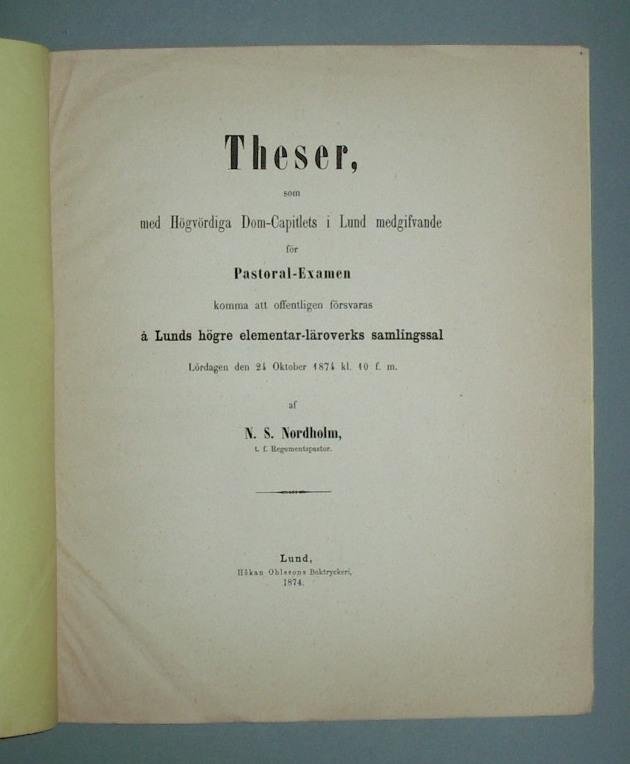 Theser,
som
med Högvördiga Dom-Capitlets i Lund medgifvande
för
Pastoral-Examen
komma att offentligen försvaras
å Lunds högre elementar-läroverks samlingssal
Lördagen den 24 Oktober 1874 kl. 10 f. m.
af
N. S. Nordholm,
t. f. Regementspastor.
Lund,
Håkan Ohlssons Boktryckeri,
1874.